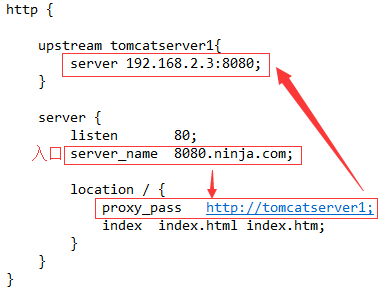 http {
upstream tomcatserver1{
server 192.168.2.3:8080;
}
server {
listen 80;
入口 server_name 8080.ninja.com;
location / {
proxy_pass http://tomcatserver1;
index index.html index.htm;
}
}
}